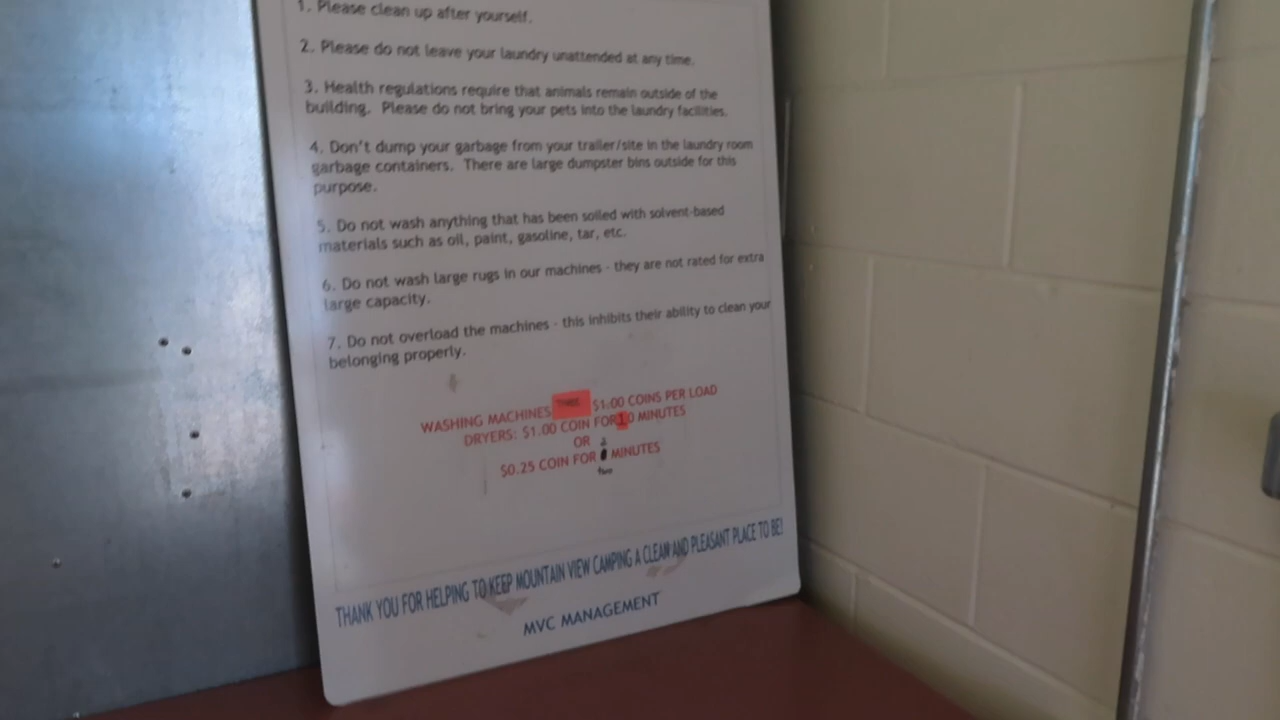 1. Please clean up after yourself.
2. Please do not leave your laundry unattended at any time.
3. Health regulations require that animals remain outside of the
building. Please do not bring your pets into the laundry facilities.
4. Don't dump your garbage from your trailer/site in the laundry room
garbage containers. There are large dumpster bins outside for this
purpose.
5. Do not wash anything that has been soiled with solvent-based
materials such as oil, paint, gasoline, tar, etc.
6. Do not wash large rugs in our machines - they are not rated for extra
large capacity.
7. Do not overload the machines - this inhibits their ability to clean your
belonging properly.
WASHING MACHINES THREE $1.00 COINS PER LOAD
DRYERS: $1.00 COIN FOR 10 MINUTES
OR
2
$0.25 COIN FOR MINUTES
two
THANK YOU FOR HELPING TO KEEP MOUNTAIN VIEW CAMPING A CLEAN AND PLEASANT PLACE TO BE!
MVC MANAGEMENT